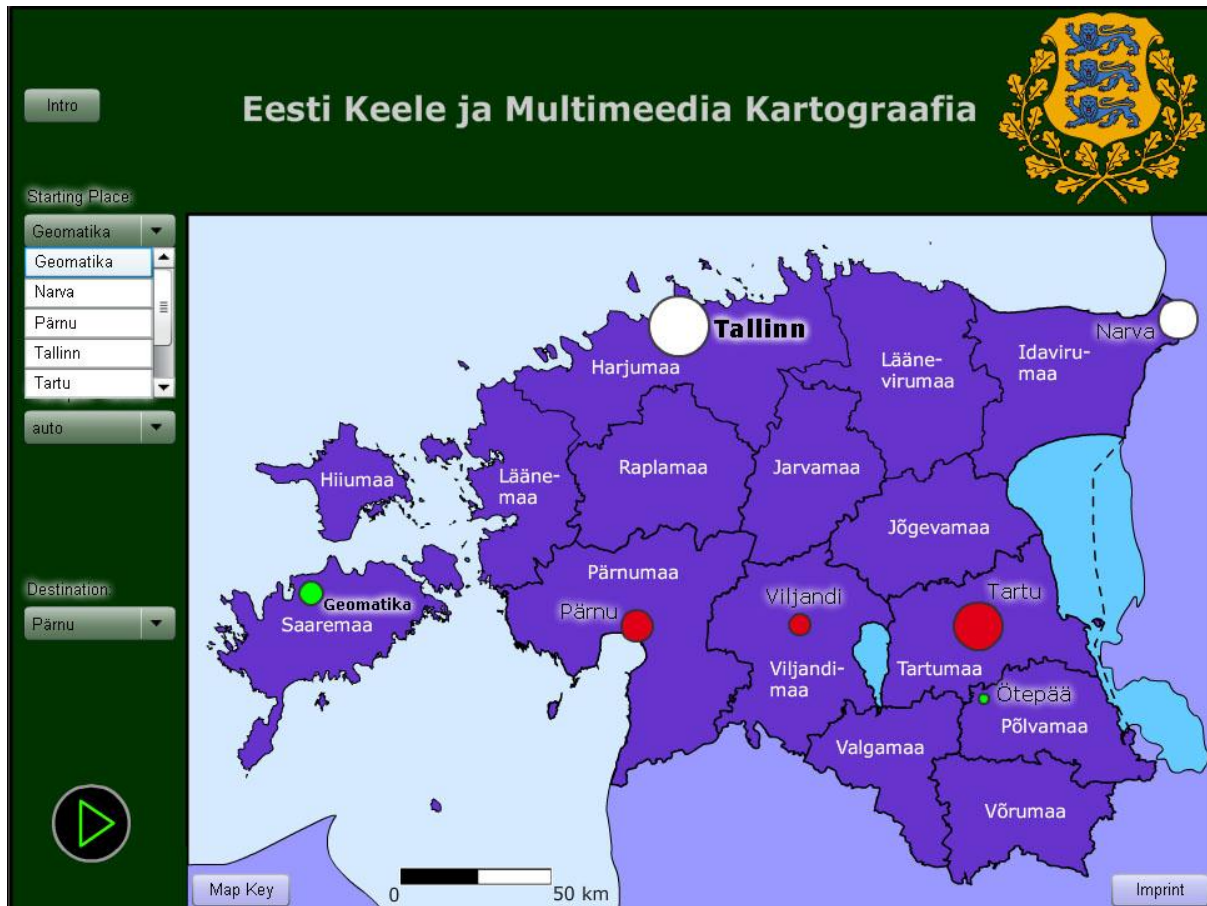 Intro
Eesti Keele ja Multimeedia Kartograafia
Starting Place
Geomatika
Geomatika
Narva
Pärnu
Tallinn
Tartu
auto
Destination
Pärnu
Tallinn
Narva
Harjumaa
Lääne-
virumaa
Idaviru-
maa
Hiiumaa
Lääne-
maa
Raplamaa
Jarvamaa
Jõgevamaa
Pärnumaa
Geomatika
Saaremaa
Pärnu
Viljandi
Tartu
Viljandi-
maa
Tartumaa
Ötepää
Põlvamaa
Valgamaa
Võrumaa
Map Key
0
50 km
Imprint